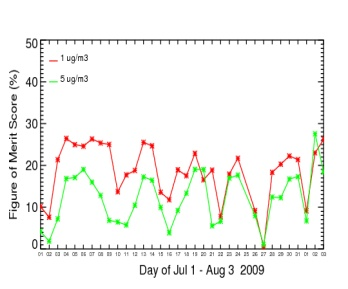 50
40
30
20
10
0
Figure of Merit Score (%)
1 ug/m3
5 ug/m3
01 02 03 04 05 06 07 08 09 10 11 12 13 14 15 16 17 18 19 20 21 22 23 24 25 26 27 28 29 30 31 01 02 03
Day of Jul 1 - Aug 3 2009